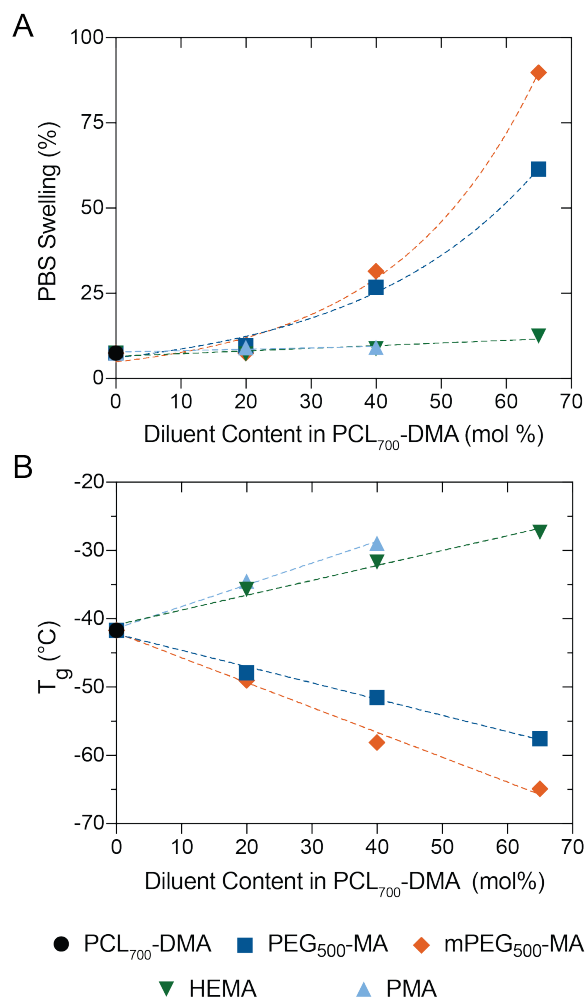 A
100
75
50
25
0
PBS Swelling (%)
0 10 20 30 40 50 60 70
Diluent Content in PCL700-DMA (mol %)
B
-20
-30
-40
-50
-60
-70
Tg (°C)
0 10 20 30 40 50 60 70
Diluent Content in PCL700-DMA (mol%)
PCL700-DMA PEG500-MA mPEG500-MA
HEMA PMA